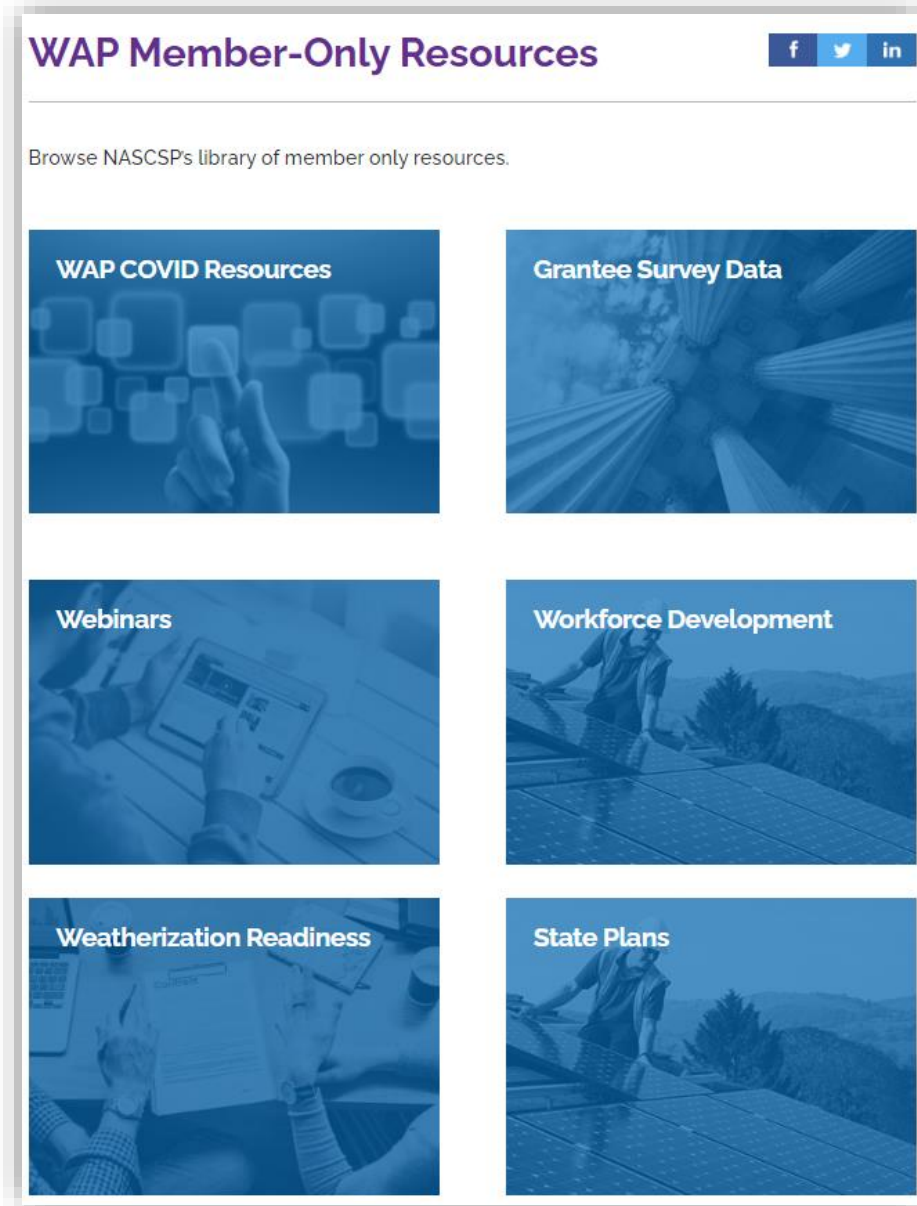 WAP Member-Only Resources
f in
Browse NASCSP's library of member only resources.
WAP COVID Resources
Grantee Survey Data
Webinars
Workforce Development
Weatherization Readiness
State Plans